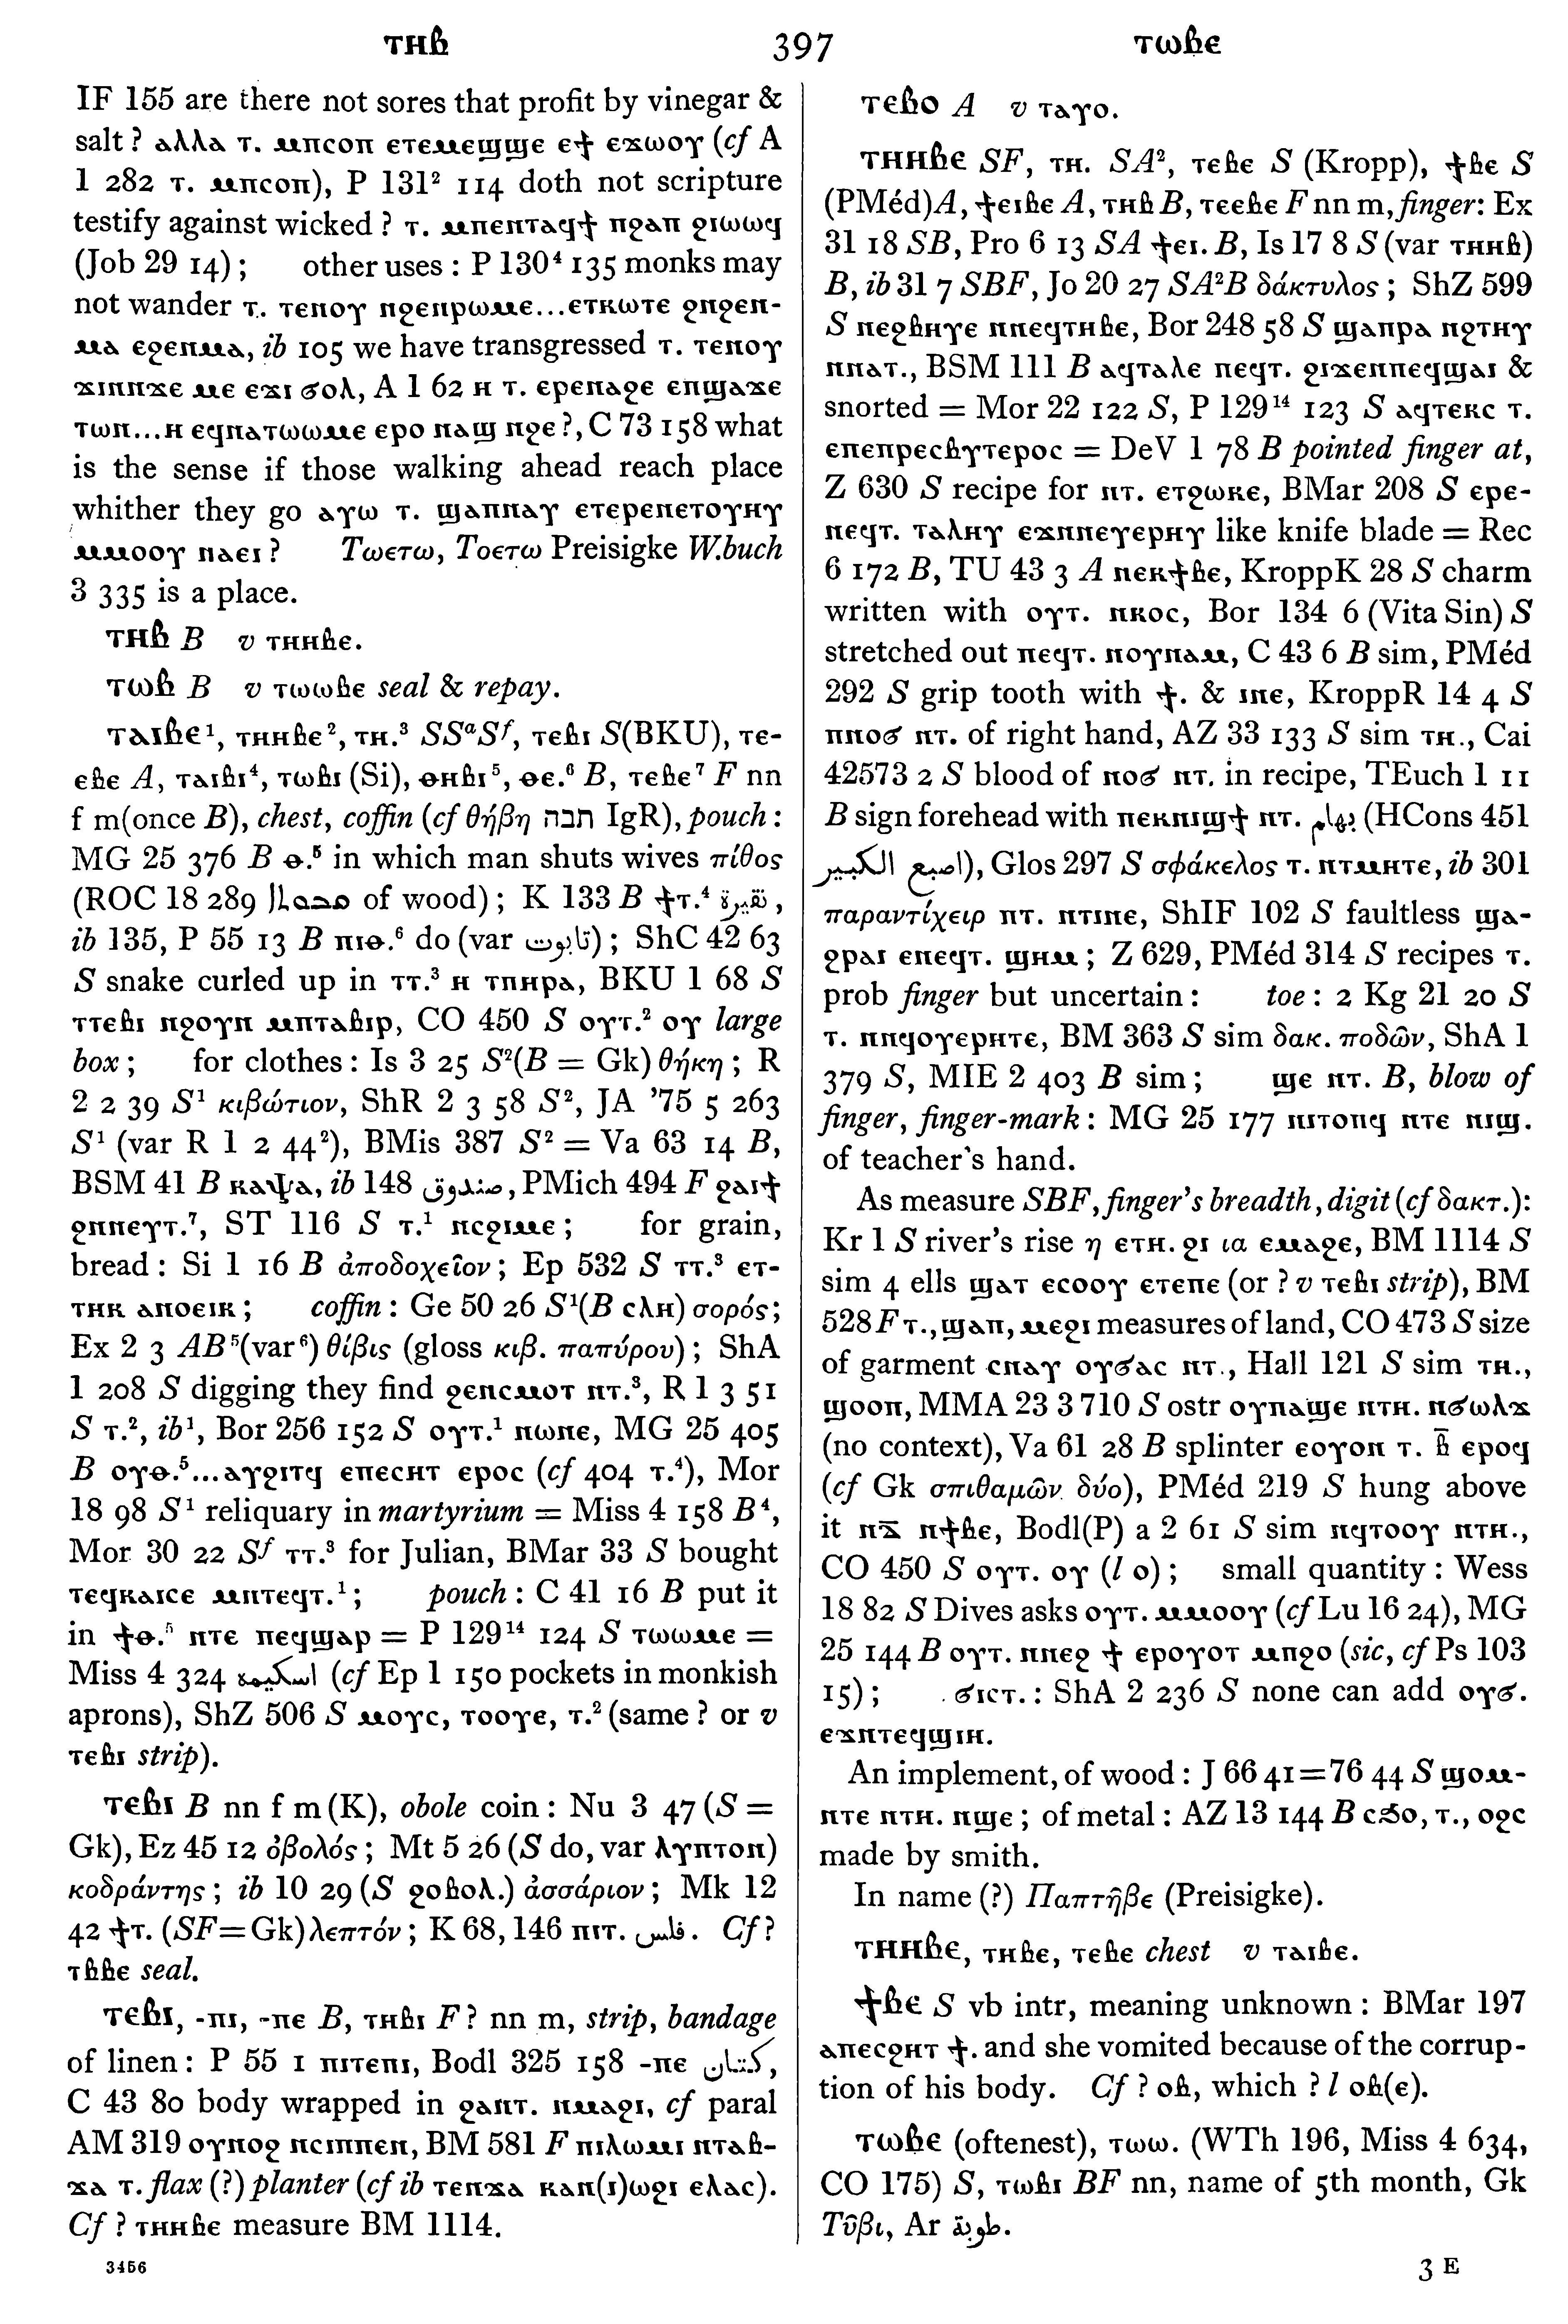 ⲧⲏⲃ 397 ⲧⲱⲃⲉ
IF 155 are there not sores that profit by vinegar &
salt ? ⲁⲗⲗⲁ ⲧ. ⲙⲡⲥⲟⲡ ⲉⲧⲉⲙⲉϣϣⲉ ⲉϯ ⲉϫⲱⲟⲩ (cf A
1 282 ⲧ. ⲙⲡⲥⲟⲡ), P 131² 114 doth not scripture
testify against wicked ? ⲧ. ⲙⲡⲉⲛⲧⲁϥϯ ⲡϩⲁⲡ ϩⲓⲱⲱϥ
(Job 29 14) ; other uses : P 130⁴ 135 monks may
not wander ⲧ. ⲧⲉⲛⲟⲩ ⲛϩⲉⲛⲣⲱⲙⲉ...ⲉⲧⲕⲱⲧⲉ ϩⲛϩⲉⲛ-
ⲙⲁ ⲉϩⲉⲛⲙⲁ, ib 105 we have transgressed ⲧ. ⲧⲉⲛⲟⲩ
ϫⲓⲛⲛϫⲉ ⲙⲉ ⲉϫⲓ ϭⲟⲗ, A 1 62 ⲏ ⲧ. ⲉⲣⲉⲛⲁϩⲉ ⲉⲡϣⲁϫⲉ
ⲧⲱⲛ...ⲏ ⲉϥⲛⲁⲧⲱⲱⲙⲉ ⲉⲣⲟ ⲛⲁϣ ⲛϩⲉ ?, C 73 158 what
is the sense if those walking ahead reach place
whither they go ⲁⲩⲱ ⲧ. ϣⲁⲛⲛⲁⲩ ⲉⲧⲉⲣⲉⲛⲉⲧⲟⲩⲏⲩ
ⲙⲙⲟⲟⲩ ⲛⲁⲉⲓ ? Τωετω, Τοετω Preisigke W.buch
3 335 is a place.
ⲧⲏⲃ B v ⲧⲏⲏⲃⲉ.
ⲧⲱⲃ B v ⲧⲱⲱⲃⲉ seal & repay.
ⲧⲁⲓⲃⲉ¹, ⲧⲏⲏⲃⲉ², ⲧⲏ.³ SSᵃSᶠ, ⲧⲉⲃⲓ S(BKU), ⲧⲉ-
ⲉⲃⲉ A, ⲧⲁⲓⲃⲓ⁴, ⲧⲱⲃⲓ (Si), ⲑⲏⲃⲓ⁵, ⲑⲉ.⁶ B, ⲧⲉⲃⲉ⁷ F nn
f m(once B), chest, coffin (cf θήβη תבה IgR), pouch :
MG 25 376 B ⲑ.⁵ in which man shuts wives πίθος
(ROC 18 289 of wood) ; K 133 B ϯⲧ.⁴ ,
ib 135, P 55 13 B ⲡⲓⲑ.⁶ do (var تابوت) ; ShC 42 63
S snake curled up in ⲧⲧ.³ ⲏ ⲧⲡⲏⲣⲁ, BKU 1 68 S
ⲧⲧⲉⲃⲓ ⲛϩⲟⲩⲛ ⲙⲡⲧⲁⲃⲓⲣ, CO 450 S ⲟⲩⲧ.² ⲟⲩ large
box ; for clothes : Is 3 25 S²(B = Gk) θήκη ; R
2 2 39 S¹ κιβώτιον, ShR 2 3 58 S², JA ’75 5 263
S¹ (var R 1 2 44²), BMis 387 S² = Va 63 14 B,
BSM 41 B ⲕⲁⲯⲁ, ib 148 صندوق, PMich 494 F ϩⲁⲓϯ
ϩⲛⲛⲉⲩⲧ.⁷, ST 116 S ⲧ.¹ ⲛⲥϩⲓⲙⲉ ; for grain,
bread : Si 1 16 B ἀποδοχεῖον ; Ep 532 S ⲧⲧ.³ ⲉⲧ-
ⲧⲏⲕ ⲁⲛⲟⲉⲓⲕ ; coffin : Ge 50 26 S¹(B ⲥⲗⲏ) σορός ;
Ex 2 3 AB⁵(var⁶) θίβις (gloss κιβ. παπύρου) ; ShA
1 208 S digging they find ϩⲉⲛⲥⲙⲟⲧ ⲛⲧ.³, R 1 3 51
S ⲧ.², ib¹, Bor 256 152 S ⲟⲩⲧ.¹ ⲛⲱⲛⲉ, MG 25 405
B ⲟⲩⲑ.⁵...ⲁⲩϩⲓⲧϥ ⲉⲡⲉⲥⲏⲧ ⲉⲣⲟⲥ (cf 404 ⲧ.⁴), Mor
18 98 S¹ reliquary in martyrium = Miss 4 158 B⁴,
Mor 30 22 Sᶠ ⲧⲧ.³ for Julian, BMar 33 S bought
ⲧⲉϥⲕⲁⲓⲥⲉ ⲙⲛⲧⲉϥⲧ.¹ ; pouch : C 41 16 B put it
in ϯⲑ.⁵ ⲛⲧⲉ ⲡⲉϥϣⲁⲣ = P 129¹⁴ 124 S ⲧⲱⲱⲙⲉ =
Miss 4 324 (cf Ep 1 150 pockets in monkish
aprons), ShZ 506 S ⲙⲟⲩⲥ, ⲧⲟⲟⲩⲉ, ⲧ.² (same ? or v
ⲧⲉⲃⲓ strip).
ⲧⲉⲃⲓ B nn f m (K), obole coin : Nu 3 47 (S =
Gk), Ez 45 12 ὀβολός ; Mt 5 26 (S do, var ⲗⲩⲡⲧⲟⲛ)
κοδράντης ; ib 10 29 (S ϩⲟⲃⲟⲗ.) ἀσσάριον ; Mk 12
42 ϯⲧ. (SF = Gk) λεπτόν ; K 68, 146 ⲡⲓⲧ. فلس. Cf ?
ⲧⲃⲃⲉ seal.
ⲧⲉⲃⲓ, -ⲡⲓ, -ⲡⲉ B, ⲧⲏⲃⲓ F ? nn m, strip, bandage
of linen : P 55 1 ⲡⲓⲧⲉⲡⲓ, Bodl 325 158 -ⲡⲉ كتان,
C 43 80 body wrapped in ϩⲁⲛⲧ. ⲙⲙⲁϩⲓ, cf paral
AM 319 ⲟⲩⲛⲟϩ ⲛⲥⲓⲛⲡⲉⲛ, BM 581 F ⲡⲓⲗⲱⲙⲓ ⲛⲧⲁⲃ-
ϫⲁ ⲧ. flax (?) planter (cf ib ⲧⲉⲛϫⲁ ⲕⲁⲡ(ⲓ)ⲱϩⲓ ⲉⲗⲁⲥ).
Cf ? ⲧⲏⲏⲃⲉ measure BM 1114.
3456
ⲧⲉⲃⲟ A v ⲧⲁⲩⲟ.
ⲧⲏⲏⲃⲉ SF, ⲧⲏ. SA², ⲧⲉⲃⲉ S (Kropp), ϯⲃⲉ S
(PMéd)A, ϯⲉⲓⲃⲉ A, ⲧⲏⲃ B, ⲧⲉⲉⲃⲉ F nn m, finger : Ex
31 18 SB, Pro 6 13 SA ϯⲉⲓ. B, Is 17 8 S (var ⲧⲏⲏⲃ)
B, ib 31 7 SBF, Jo 20 27 SA²B δάκτυλος ; ShZ 599
S ⲛⲉϩⲃⲏⲩⲉ ⲛⲛⲉϥⲧⲏⲃⲉ, Bor 248 58 S ϣⲁⲛⲣⲁ ⲛϩⲧⲏⲩ
ⲛⲛⲁⲧ., BSM 111 B ⲁϥⲧⲁⲗⲉ ⲡⲉϥⲧ. ϩⲓϫⲉⲛⲛⲉϥϣⲁⲓ &
snorted = Mor 22 122 S, P 129¹⁴ 123 S ⲁϥⲧⲉⲕⲥ ⲧ.
ⲉⲡⲉⲡⲣⲉⲥⲃⲩⲧⲉⲣⲟⲥ = DeV 1 78 B pointed finger at,
Z 630 S recipe for ⲛⲧ. ⲉⲧϩⲱⲕⲉ, BMar 208 S ⲉⲣⲉ-
ⲛⲉϥⲧ. ⲧⲁⲗⲏⲩ ⲉϫⲛⲛⲉⲩⲉⲣⲏⲩ like knife blade = Rec
6 172 B, TU 43 3 A ⲡⲉⲕϯⲃⲉ, KroppK 28 S charm
written with ⲟⲩⲧ. ⲛⲕⲟⲥ, Bor 134 6 (Vita Sin) S
stretched out ⲡⲉϥⲧ. ⲛⲟⲩⲛⲁⲙ, C 43 6 B sim, PMéd
292 S grip tooth with ϯ. & ⲓⲛⲉ, KroppR 14 4 S
ⲡⲛⲟϭ ⲛⲧ. of right hand, AZ 33 133 S sim ⲧⲏ., Cai
42573 2 S blood of ⲛⲟϭ ⲛⲧ. in recipe, TEuch 1 11
B sign forehead with ⲡⲉⲕⲛⲓϣϯ ⲛⲧ. (HCons 451
اصبع الكبير), Glos 297 S σφάκελος ⲧ. ⲛⲧⲙⲏⲧⲉ, ib 301
παραντίχειρ ⲡⲧ. ⲛⲧⲓⲛⲉ, ShIF 102 S faultless ϣⲁ-
ϩⲣⲁⲓ ⲉⲡⲉϥⲧ. ϣⲏⲙ ; Z 629, PMéd 314 S recipes ⲧ.
prob finger but uncertain : toe : 2 Kg 21 20 S
ⲧ. ⲛⲛϥⲟⲩⲉⲣⲏⲧⲉ, BM 363 S sim δακ. ποδῶν, ShA 1
379 S, MIE 2 403 B sim ; ϣⲉ ⲛⲧ. B, blow of
finger, finger-mark : MG 25 177 ⲡⲓⲧⲟⲡϥ ⲛⲧⲉ ⲡⲓϣ.
of teacher's hand.
As measure SBF, finger's breadth, digit (cf δακτ.) :
Kr 1 S river's rise η ⲉⲧⲏ. ϩⲓ ια ⲉⲙⲁϩⲉ, BM 1114 S
sim 4 ells ϣⲁⲧ ⲉⲥⲟⲟⲩ ⲉⲧⲉⲡⲉ (or ? v ⲧⲉⲃⲓ strip), BM
528 F ⲧ., ϣⲁⲡ, ⲙⲉϩⲓ measures of land, CO 473 S size
of garment ⲥⲛⲁⲩ ⲟⲩϭⲁⲥ ⲛⲧ., Hall 121 S sim ⲧⲏ.,
ϣⲟⲟⲡ, MMA 23 3 710 S ostr ⲟⲩⲡⲁϣⲉ ⲛⲧⲏ. ⲛϭⲱⲗϫ
(no context), Va 61 28 B splinter ⲉⲟⲩⲟⲛ ⲧ. ⲃ̅ ⲉⲣⲟϥ
(cf Gk σπιθαμῶν δύο), PMéd 219 S hung above
it ⲛϫ̅ ⲛϯⲃⲉ, Bodl(P) a 2 61 S sim ⲛϥⲧⲟⲟⲩ ⲛⲧⲏ.,
CO 450 S ⲟⲩⲧ. ⲟⲩ (l ⲟ) ; small quantity : Wess
18 82 S Dives asks ⲟⲩⲧ. ⲙⲙⲟⲟⲩ (cf Lu 16 24), MG
25 144 B ⲟⲩⲧ. ⲛⲛⲉϩ ϯ ⲉⲣⲟⲩⲟⲧ ⲙⲡϩⲟ (sic, cf Ps 103
15) ; ϭⲓⲥⲧ. : ShA 2 236 S none can add ⲟⲩϭ.
ⲉϫⲛⲧⲉϥϣⲓⲏ.
An implement, of wood : J 66 41 = 76 44 S ϣⲟⲙ-
ⲛⲧⲉ ⲛⲧⲏ. ⲛϣⲉ ; of metal : AZ 13 144 B ⲥϭⲟ, ⲧ., ⲟϩⲥ
made by smith.
In name (?) Παπτῆβε (Preisigke).
ⲧⲏⲏⲃⲉ, ⲧⲏⲃⲉ, ⲧⲉⲃⲉ chest v ⲧⲁⲓⲃⲉ.
ϯⲃⲉ S vb intr, meaning unknown : BMar 197
ⲁⲡⲉⲥϩⲏⲧ ϯ. and she vomited because of the corrup-
tion of his body. Cf ? ⲟⲃ, which ? l ⲟⲃ(ⲉ).
ⲧⲱⲃⲉ (oftenest), ⲧⲱⲱ. (WTh 196, Miss 4 634,
CO 175) S, ⲧⲱⲃⲓ BF nn, name of 5th month, Gk
Τῦβι, Ar طوبة.
3 E